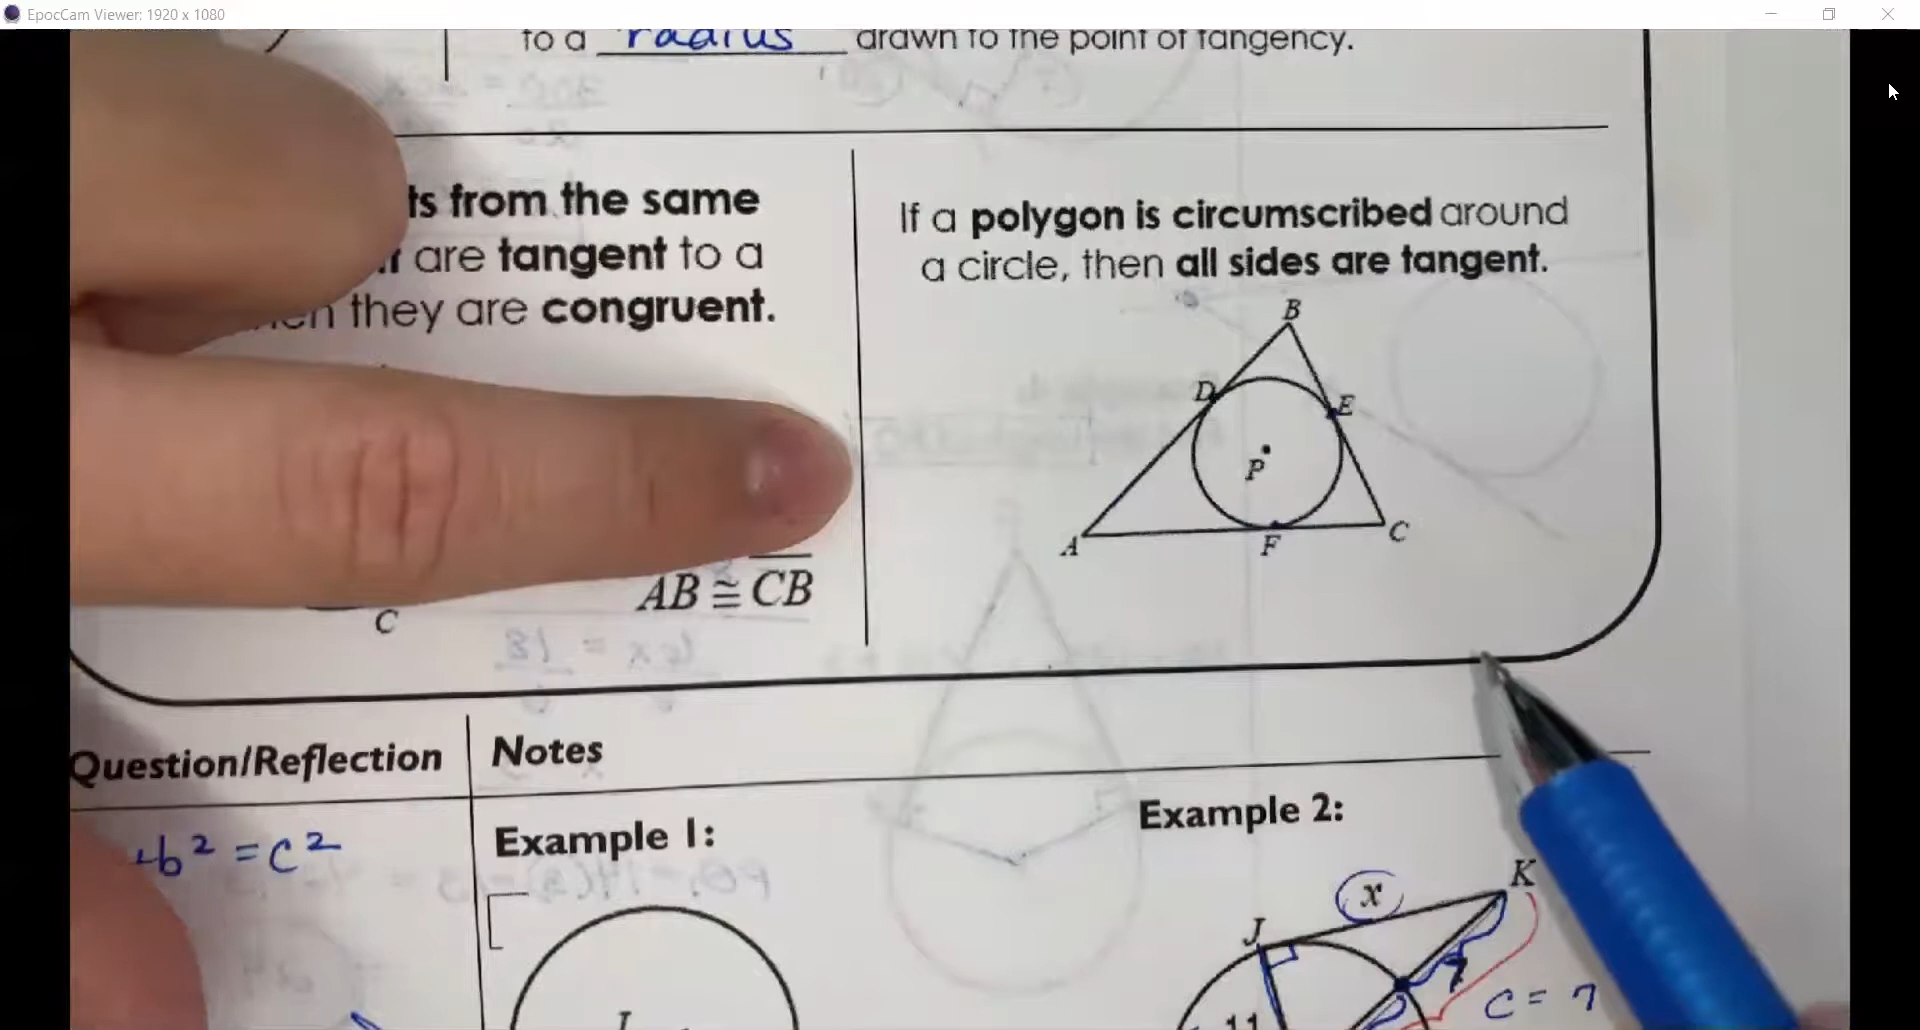 EpocCam Viewer: 1920 x 1080
to a radius drawn to the point of tangency.
ts from the same
are tangent to a
they are congruent.
AB ≅ CB
C
If a polygon is circumscribed around
a circle, then all sides are tangent.
B
D
E
P
A
F
C
Question/Reflection
Notes
b² = c²
Example 1:
Example 2:
K
x
J
7
11
c = 7